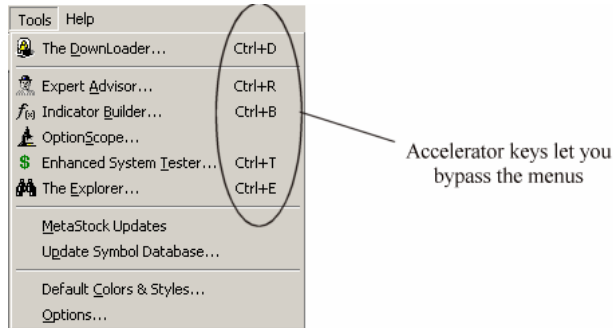 Tools Help
The DownLoader... Ctrl+D
Expert Advisor... Ctrl+R
f(x) Indicator Builder... Ctrl+B
OptionScope...
$ Enhanced System Tester... Ctrl+T
The Explorer... Ctrl+E
MetaStock Updates
Update Symbol Database...
Default Colors & Styles...
Options...
Accelerator keys let you
bypass the menus